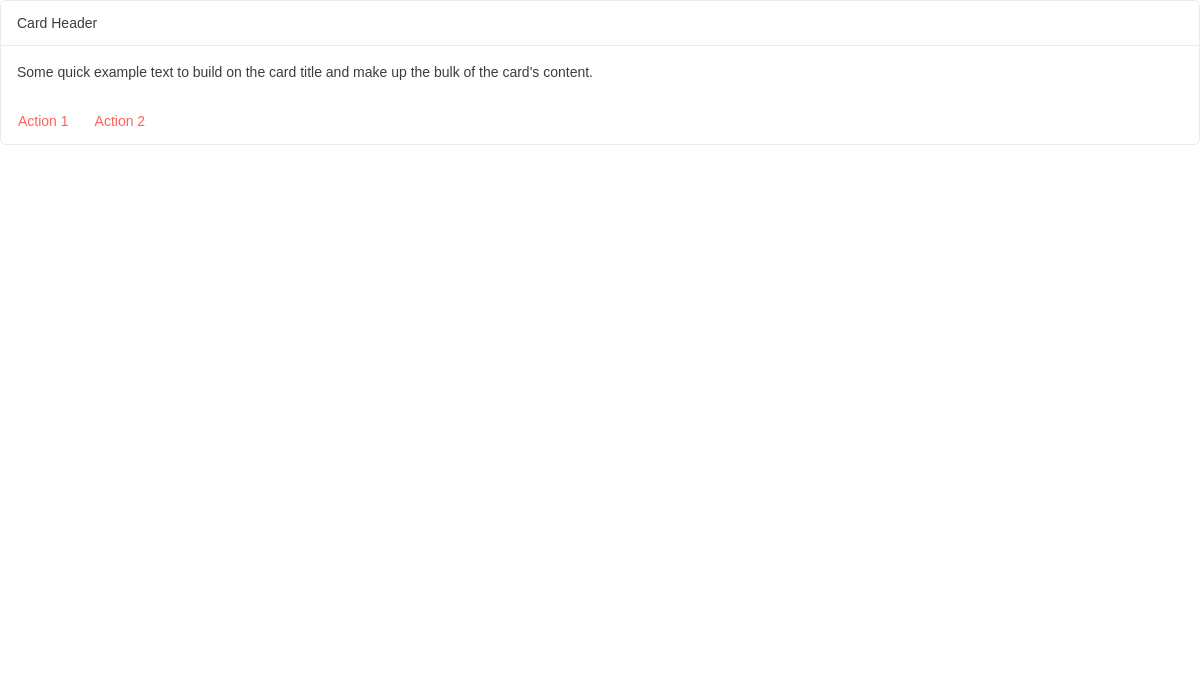 Card Header
Some quick example text to build on the card title and make up the bulk of the card's content.
Action 1 Action 2